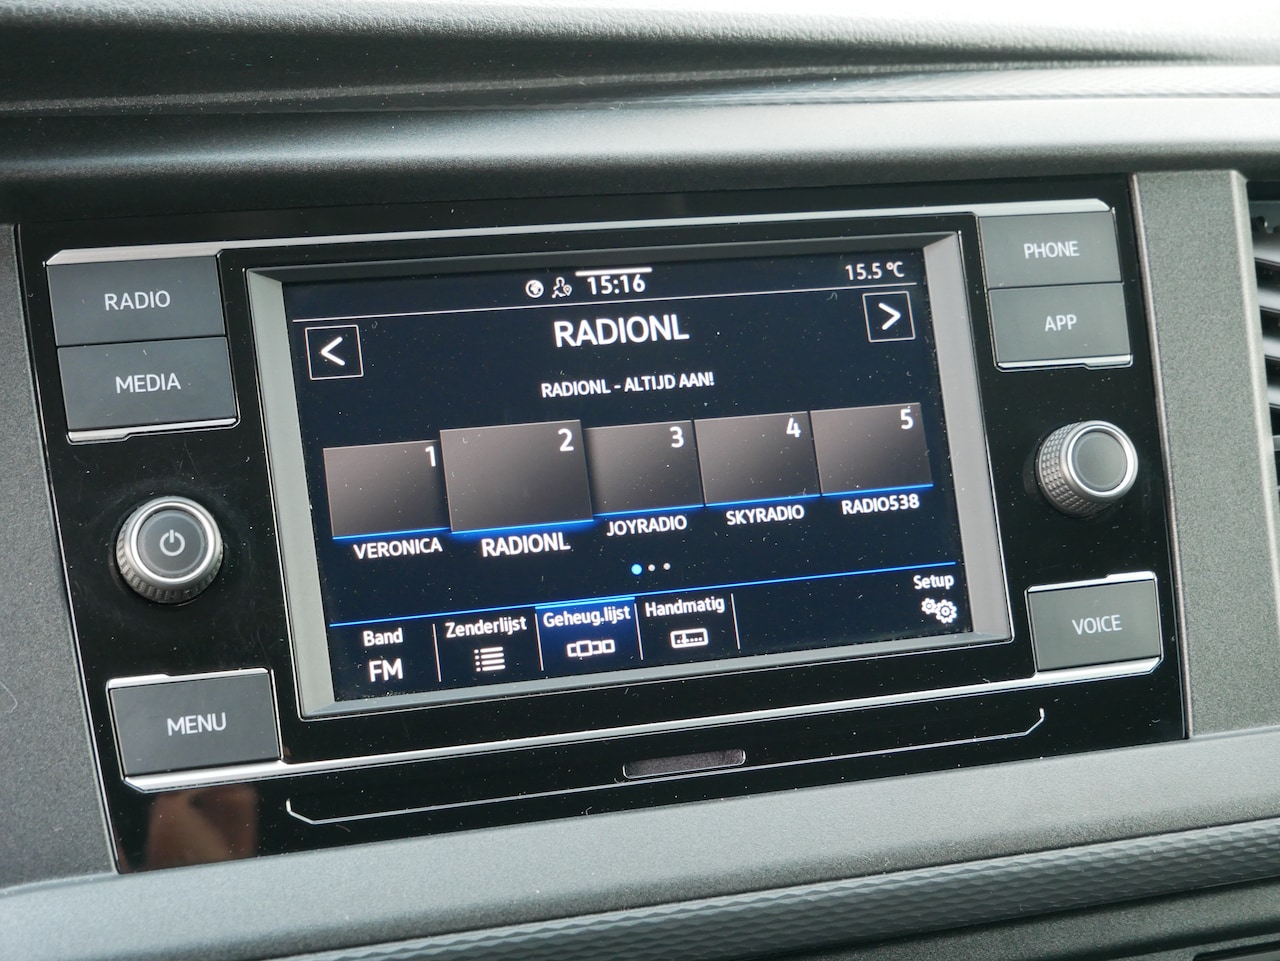 RADIO
MEDIA
MENU
PHONE
APP
VOICE
15:16
15.5 °C
<
RADIONL
>
RADIONL - ALTIJD AAN!
1
2
3
4
5
VERONICA
RADIONL
JOYRADIO
SKYRADIO
RADIO538
Band
FM
Zenderlijst
Geheug.lijst
Handmatig
Setup